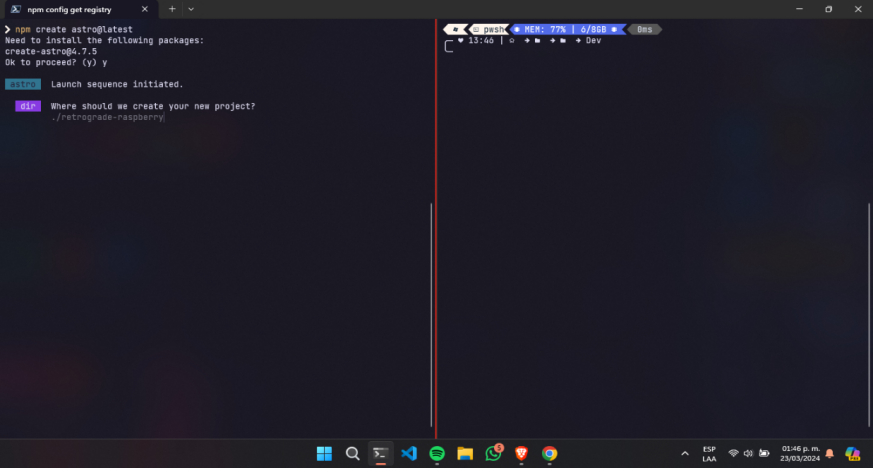 npm config get registry
npm create astro@latest
Need to install the following packages:
create-astro@4.7.5
Ok to proceed? (y) y
astro Launch sequence initiated.
dir Where should we create your new project?
./retrograde-raspberry
pwsh MEM: 77% | 6/8GB 0ms
13:46 | Dev
5
ESP
LAA
01:46 p. m.
23/03/2024